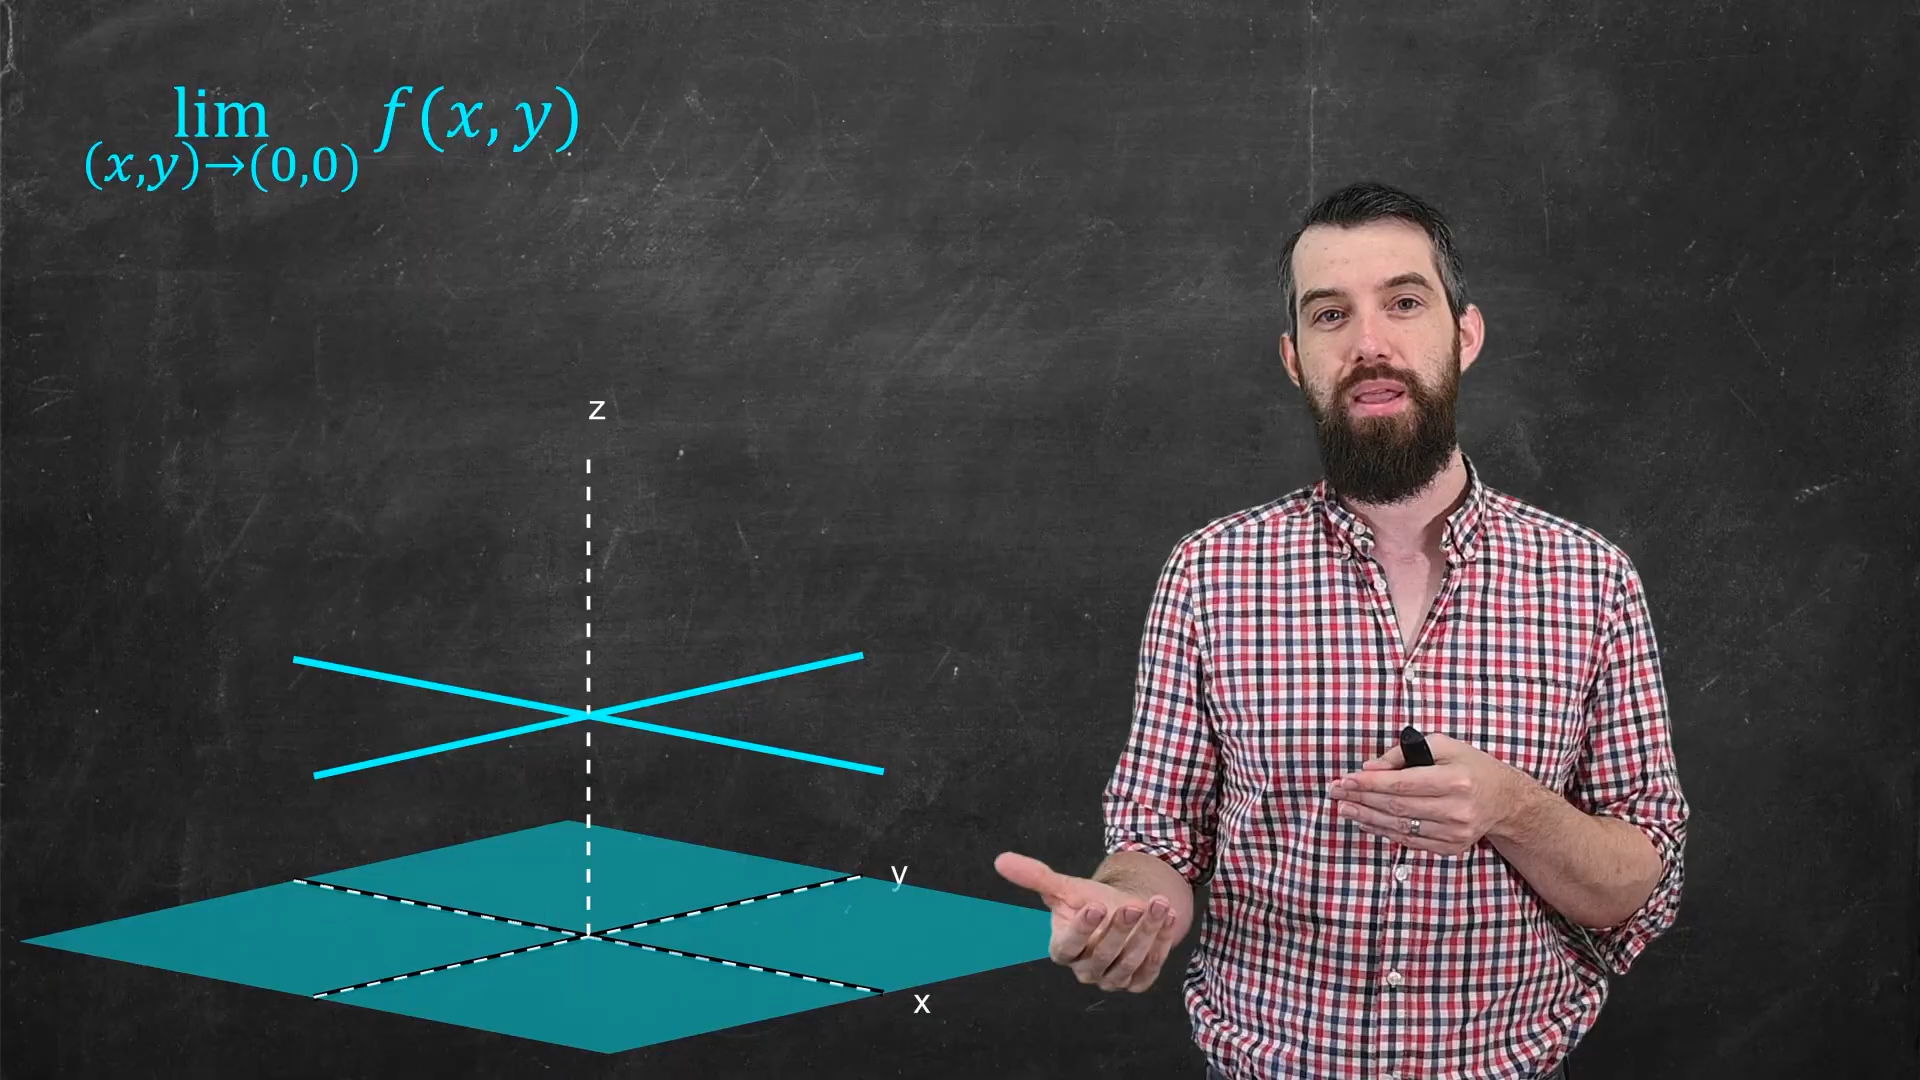 lim f(x, y)
(x,y)→(0,0)
z
y
x